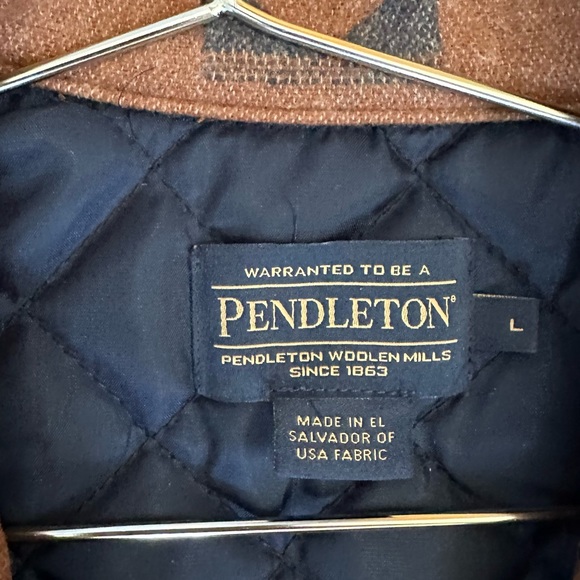 WARRANTED TO BE A
PENDLETON®
L
PENDLETON WOOLEN MILLS
SINCE 1863
MADE IN EL
SALVADOR OF
USA FABRIC